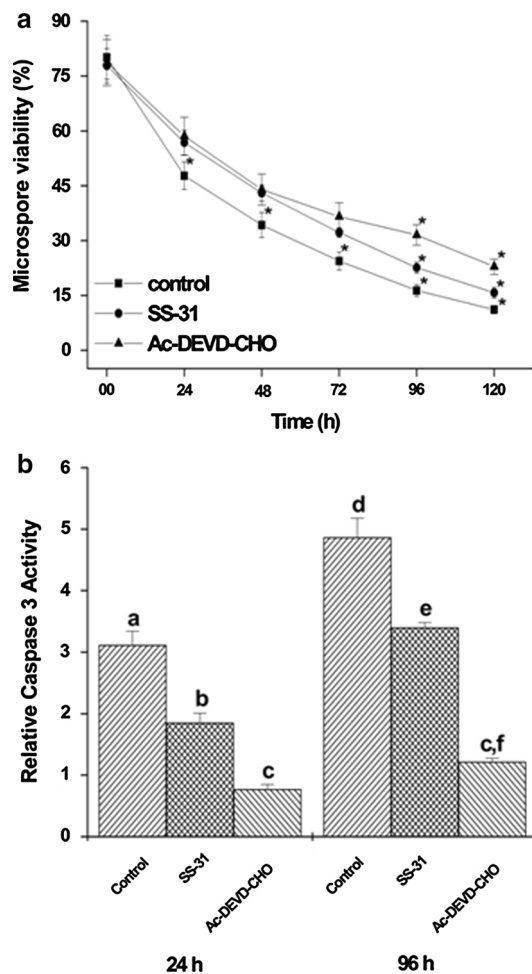 a
Microspore viability (%)
90
75
60
45
30
15
0
* * * * * * * * *
control
SS-31
Ac-DEVD-CHO
00 24 48 72 96 120
Time (h)
b
Relative Caspase 3 Activity
6
5
4
3
2
1
0
a
b
c
d
e
c,f
Control SS-31 Ac-DEVD-CHO Control SS-31 Ac-DEVD-CHO
24 h 96 h